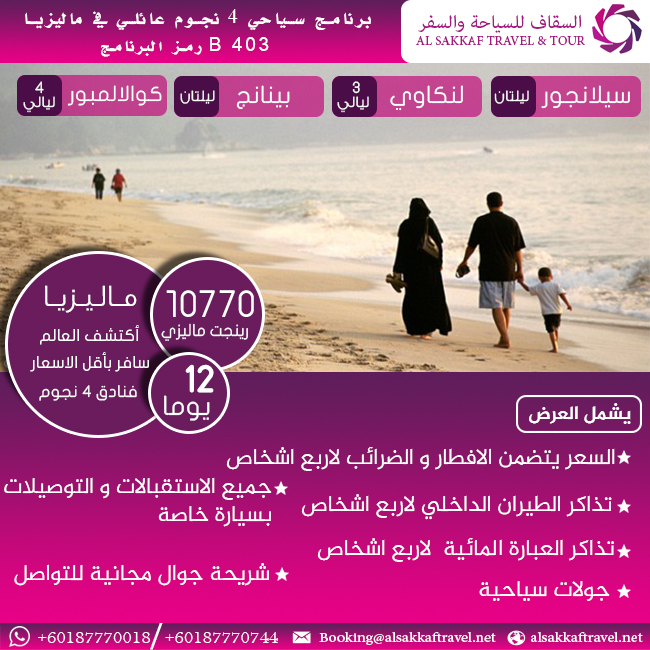 برنامج سياحي 4 نجوم عائلي في ماليزيا
رمز البرنامج B 403
السقاف للسياحة والسفر
AL SAKKAF TRAVEL & TOUR
سيلانجور ليلتان
لنكاوي 3 ليالي
بينانج ليلتان
كوالالمبور 4 ليالي
10770
رينجت ماليزي
ماليزيا
أكتشف العالم
سافر بأقل الاسعار
فنادق 4 نجوم
12
يوما
يشمل العرض
السعر يتضمن الافطار و الضرائب لاربع اشخاص
تذاكر الطيران الداخلي لاربع اشخاص
تذاكر العبارة المائية لاربع اشخاص
جولات سياحية
جميع الاستقبالات و التوصيلات
بسيارة خاصة
شريحة جوال مجانية للتواصل
+60187770018 / +60187770744 Booking@alsakkaftravel.net alsakkaftravel.net